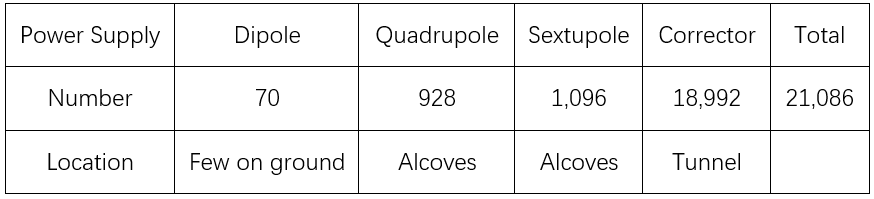 Power Supply Dipole Quadrupole Sextupole Corrector Total
Number 70 928 1,096 18,992 21,086
Location Few on ground Alcoves Alcoves Tunnel